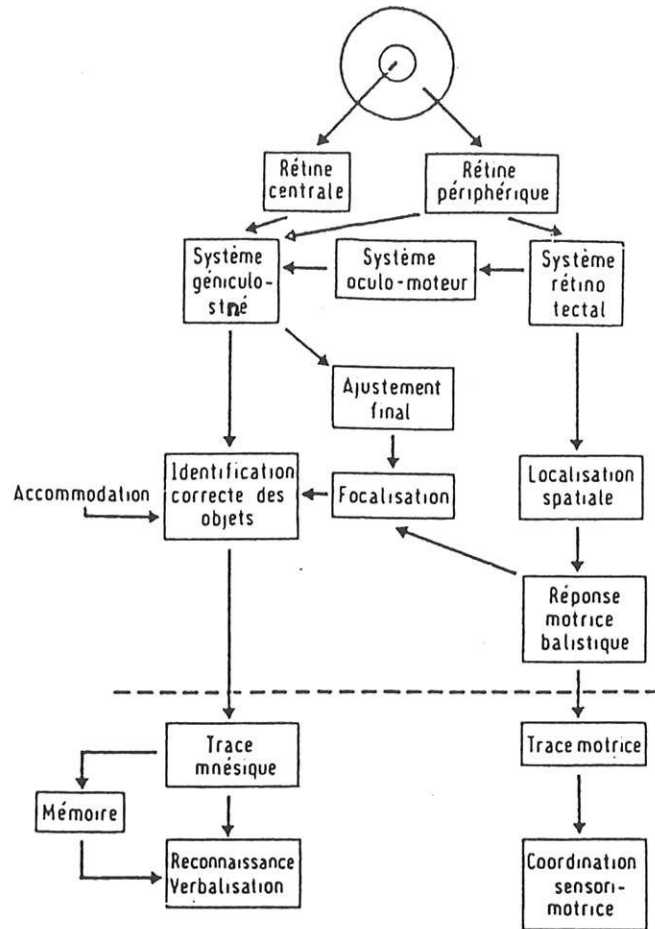 Rétine
centrale
Rétine
périphérique
Système
géniculo-
strié
Système
oculo-moteur
Système
rétino
tectal
Ajustement
final
Accommodation
Identification
correcte des
objets
Focalisation
Localisation
spatiale
Réponse
motrice
balistique
Trace
mnésique
Trace motrice
Mémoire
Reconnaissance
Verbalisation
Coordination
sensori-
motrice